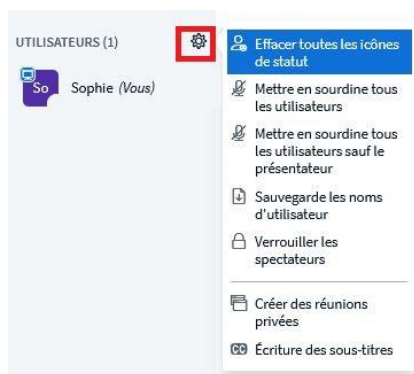 UTILISATEURS (1)
So
Sophie (Vous)
Effacer toutes les icônes
de statut
Mettre en sourdine tous
les utilisateurs
Mettre en sourdine tous
les utilisateurs sauf le
présentateur
Sauvegarde les noms
d'utilisateur
Verrouiller les
spectateurs
Créer des réunions
privées
CC Écriture des sous-titres